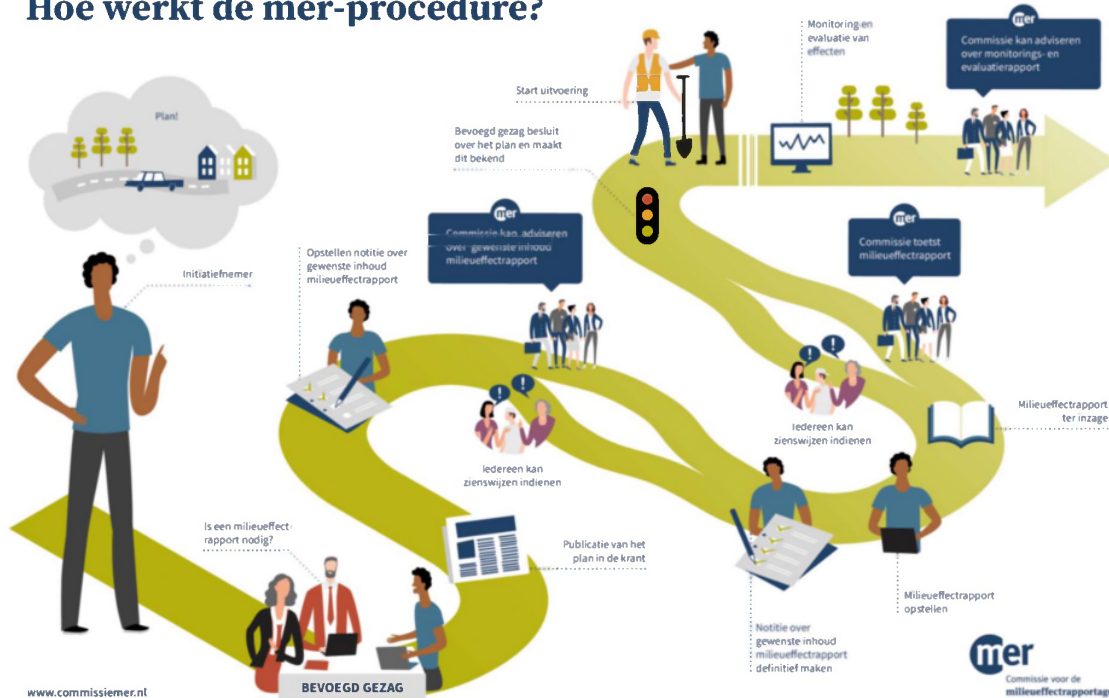 Hoe werkt de mer-procedure?
Plan!
Initiatiefnemer
Is een milieueffect-
rapport nodig?
BEVOEGD GEZAG
Publicatie van het
plan in de krant
Opstellen notitie over
gewenste inhoud
milieueffectrapport
mer
Commissie kan adviseren
over gewenste inhoud
milieueffectrapport
Iedereen kan
zienswijzen indienen
Notitie over
gewenste inhoud
milieueffectrapport
definitief maken
Milieueffectrapport
opstellen
Milieueffectrapport
ter inzage
mer
Commissie toetst
milieueffectrapport
Iedereen kan
zienswijzen indienen
Bevoegd gezag besluit
over het plan en maakt
dit bekend
Start uitvoering
Monitoring en
evaluatie van
effecten
mer
Commissie kan adviseren
over monitorings- en
evaluatierapport
www.commissiemer.nl
mer
Commissie voor de
milieueffectrapportage